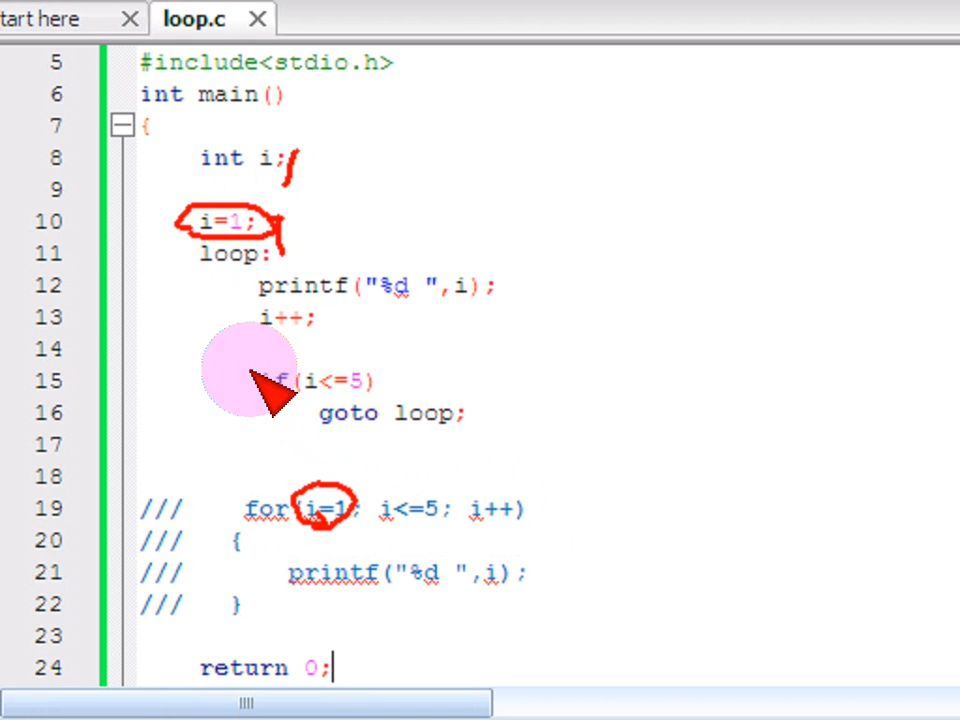 tart here loop.c
5 #include<stdio.h>
6 int main()
7 {
8 int i;
9
10 i=1;
11 loop:
12 printf("%d ",i);
13 i++;
14
15 if(i<=5)
16 goto loop;
17
18
19 /// for(i=1; i<=5; i++)
20 /// {
21 /// printf("%d ",i);
22 /// }
23
24 return 0;